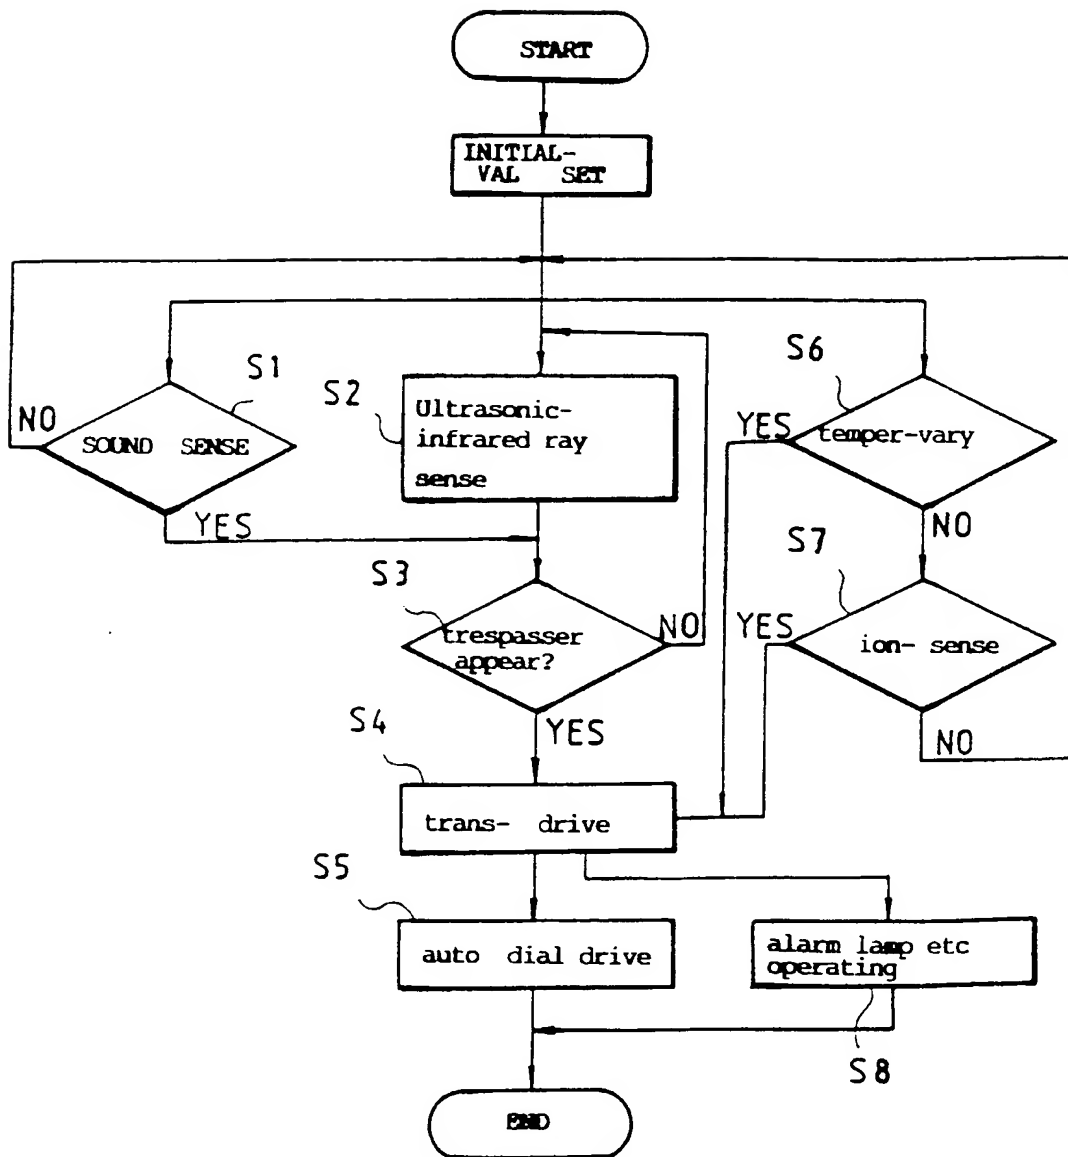 START
INITIAL-
VAL SET
S1
NO
SOUND SENSE
YES
S2
Ultrasonic-
infrared ray
sense
S6
YES
temper-vary
NO
S3
trespasser
appear?
NO
YES
S7
YES
ion- sense
NO
S4
trans- drive
S5
auto dial drive
alarm lamp etc
operating
S8
END